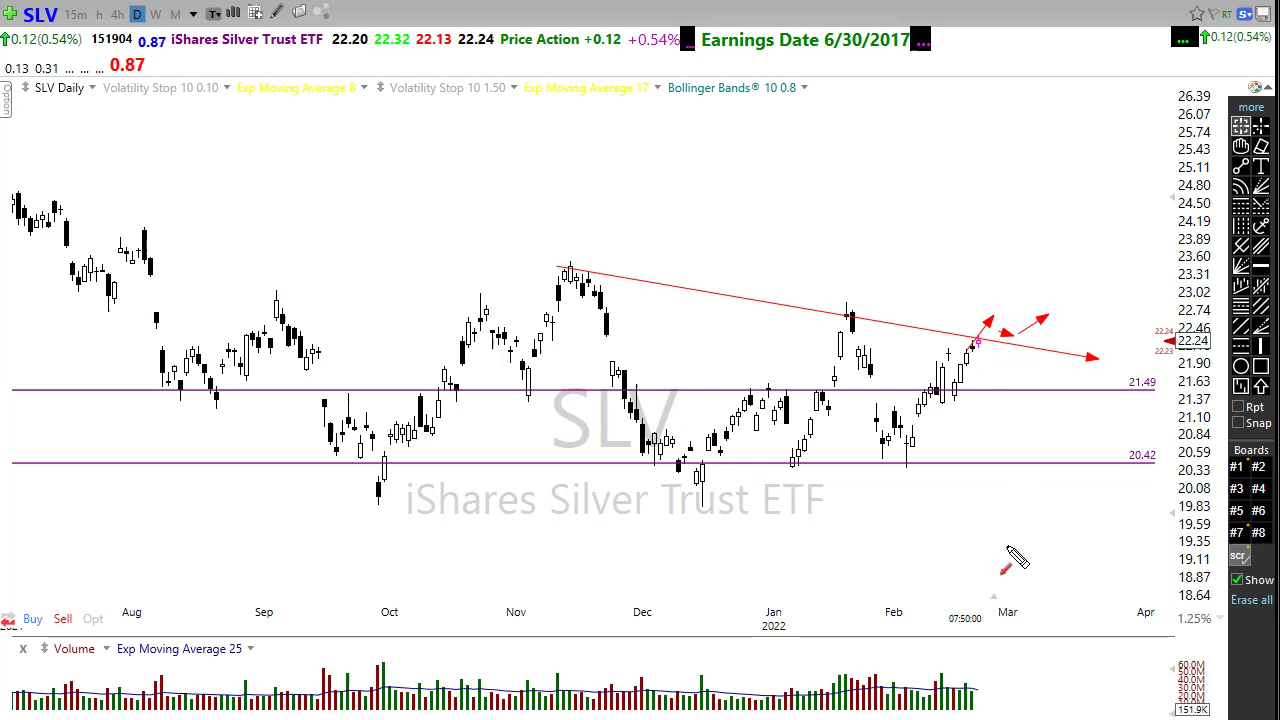 SLV 15m h 4h D W M T RT S
0.12(0.54%) 151904 0.87 iShares Silver Trust ETF 22.20 22.32 22.13 22.24 Price Action +0.12 +0.54% ... Earnings Date 6/30/2017 ... ... 0.12(0.54%)
0.13 0.31 ... ... ... 0.87
Option
SLV Daily Volatility Stop 10 0.10 Exp Moving Average 8 Volatility Stop 10 1.50 Exp Moving Average 17 Bollinger Bands® 10 0.8
26.39
26.07
25.74
25.43
25.11
24.80
24.50
24.19
23.89
23.60
23.31
23.02
22.74
22.46
22.24
22.24
22.23
21.90
21.63
21.37
21.10
20.84
20.59
20.33
20.08
19.83
19.59
19.35
19.11
18.87
18.64
21.49
20.42
SLV
iShares Silver Trust ETF
more
Rpt
Snap
Boards
#1 #2
#3 #4
#5 #6
#7 #8
scr
Show
Erase all
Buy Sell Opt
Aug Sep Oct Nov Dec Jan Feb Mar Apr
2022 07:50:00 1.25%
x Volume Exp Moving Average 25
60.0M
50.0M
40.0M
30.0M
20.0M
151.9K